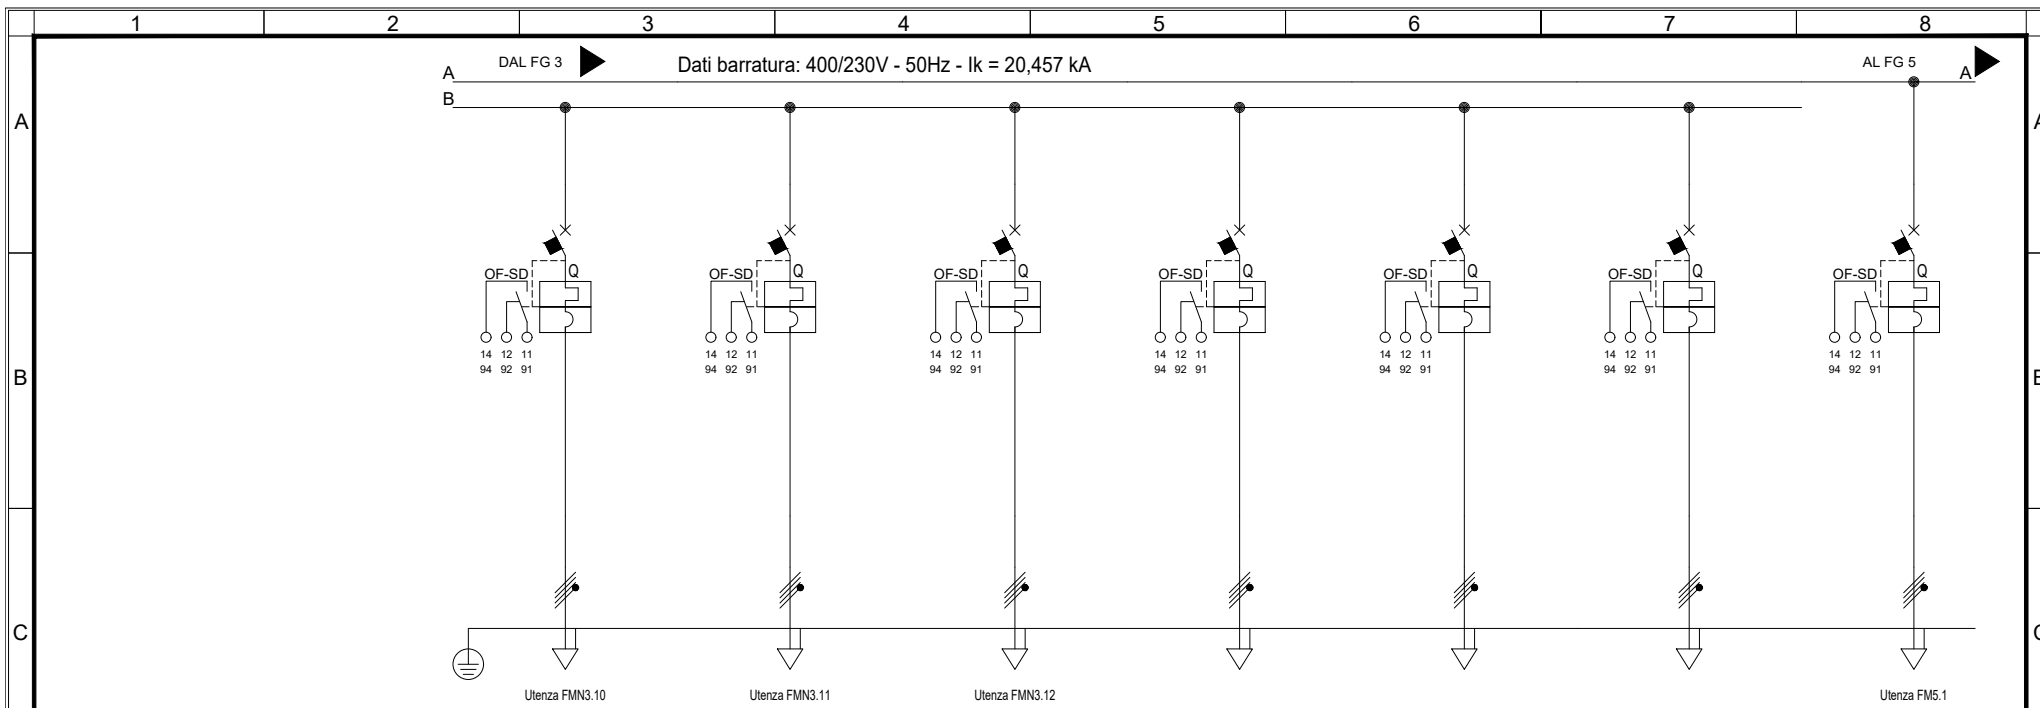 1 2 3 4 5 6 7 8
DAL FG 3 Dati barratura: 400/230V - 50Hz - Ik = 20,457 kA AL FG 5
A A
B
A A
OF-SD Q OF-SD Q OF-SD Q OF-SD Q OF-SD Q OF-SD Q OF-SD Q
14 12 11 14 12 11 14 12 11 14 12 11 14 12 11 14 12 11 14 12 11
94 92 91 94 92 91 94 92 91 94 92 91 94 92 91 94 92 91 94 92 91
B B
C C
Utenza FMN3.10 Utenza FMN3.11 Utenza FMN3.12 Utenza FM5.1